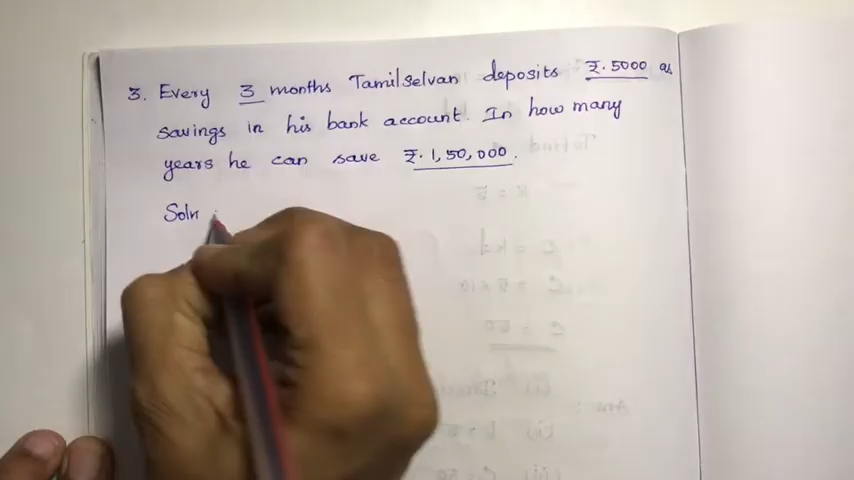 3. Every 3 months Tamilselvan deposits ₹. 5000 as
savings in his bank account. In how many
years he can save ₹. 1,50,000.
Soln :